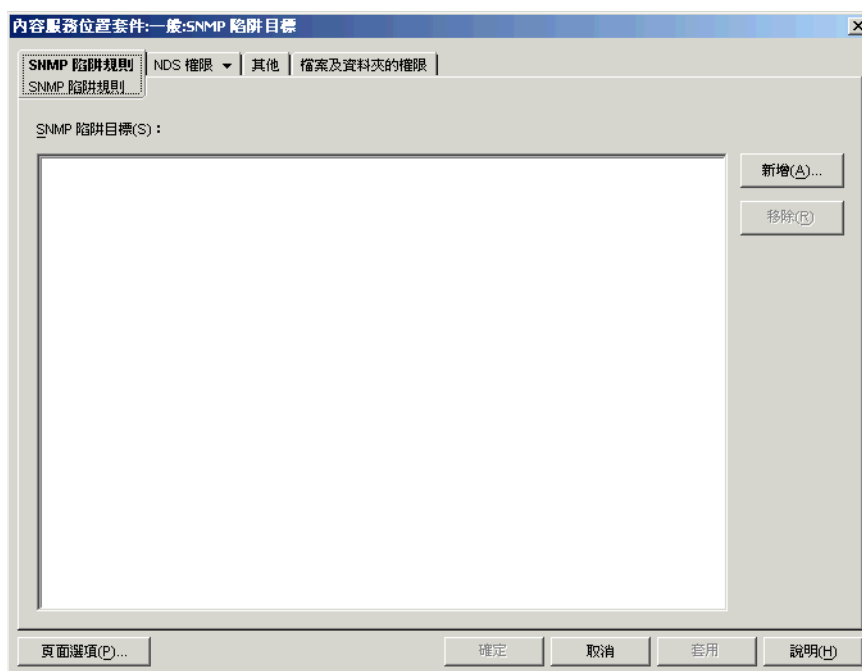 內容服務位置套件:一般:SNMP 陷阱目標
SNMP 陷阱規則 NDS 權限 其他 檔案及資料夾的權限
SNMP 陷阱規則
SNMP 陷阱目標(S)：
新增(A)...
移除(R)
頁面選項(P)... 確定 取消 套用 說明(H)